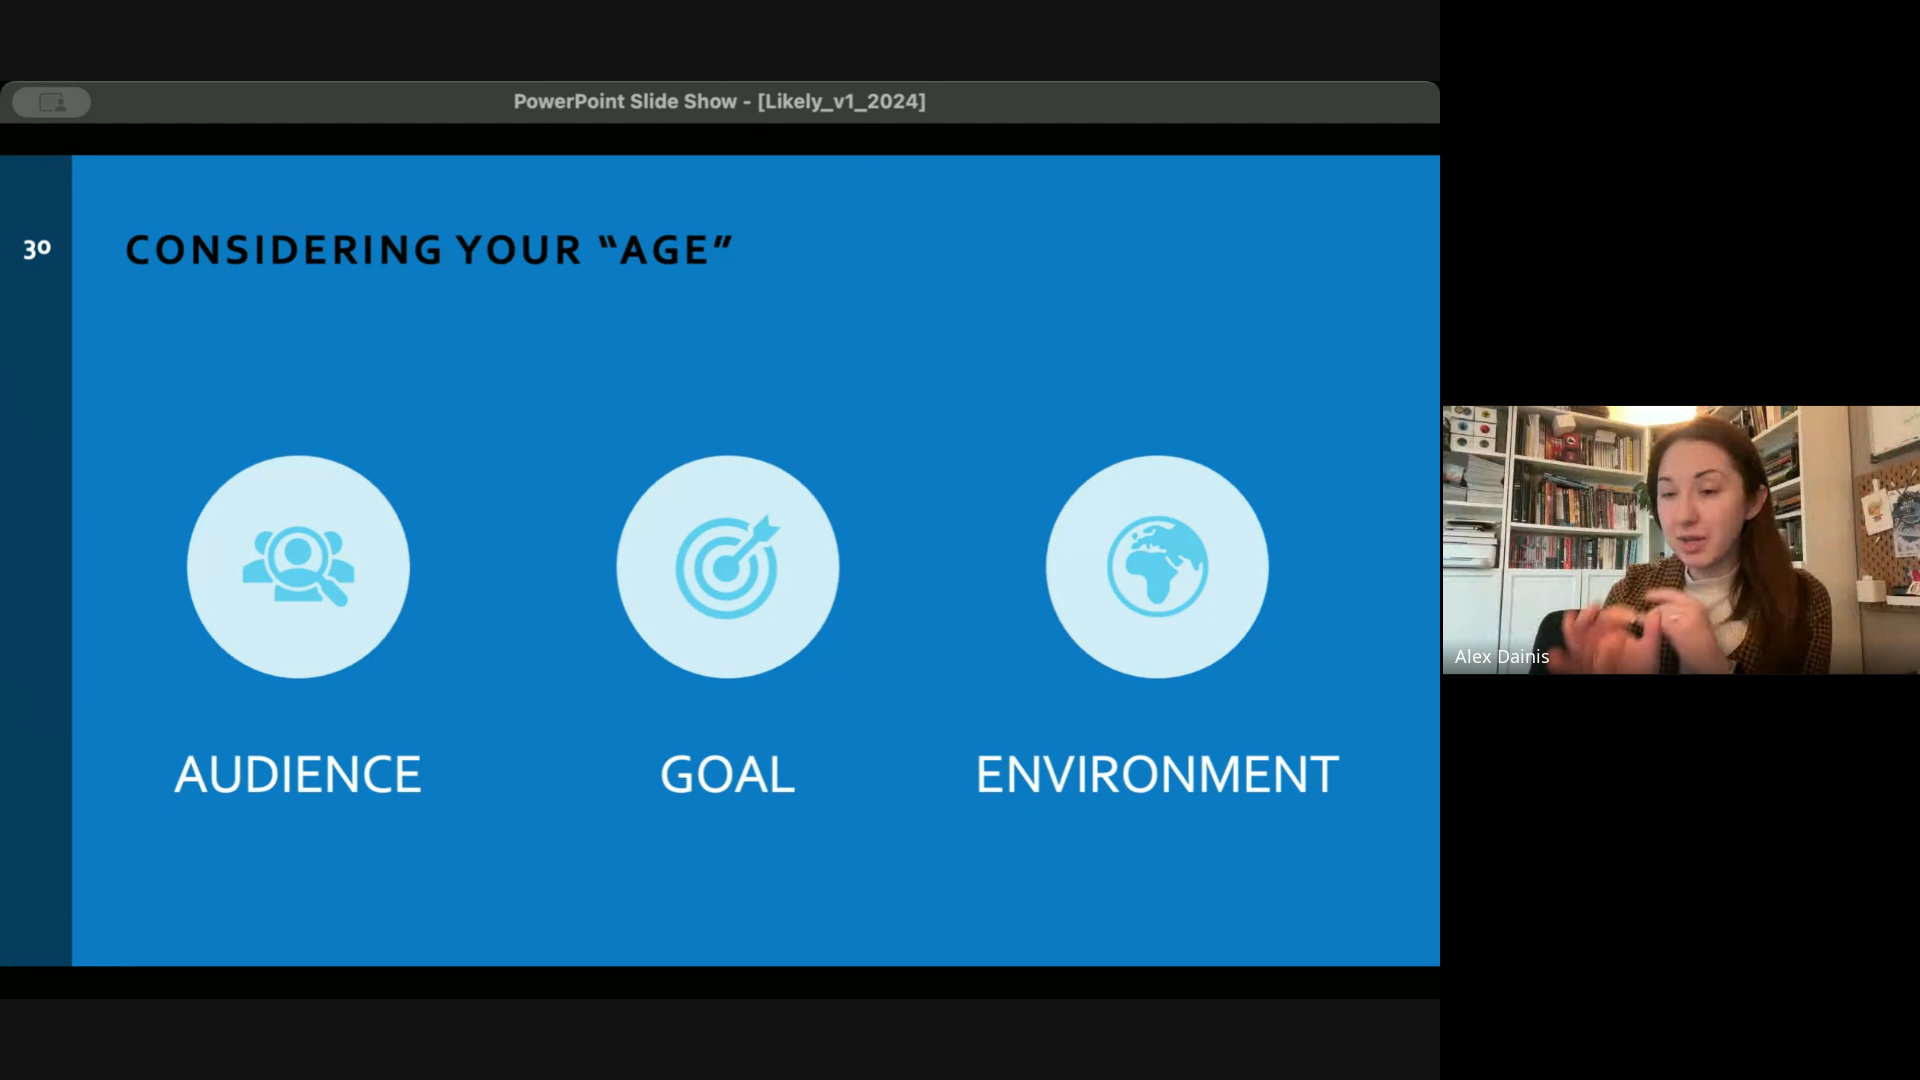 PowerPoint Slide Show - [Likely_v1_2024]
30
CONSIDERING YOUR “AGE”
AUDIENCE
GOAL
ENVIRONMENT
Alex Dainis